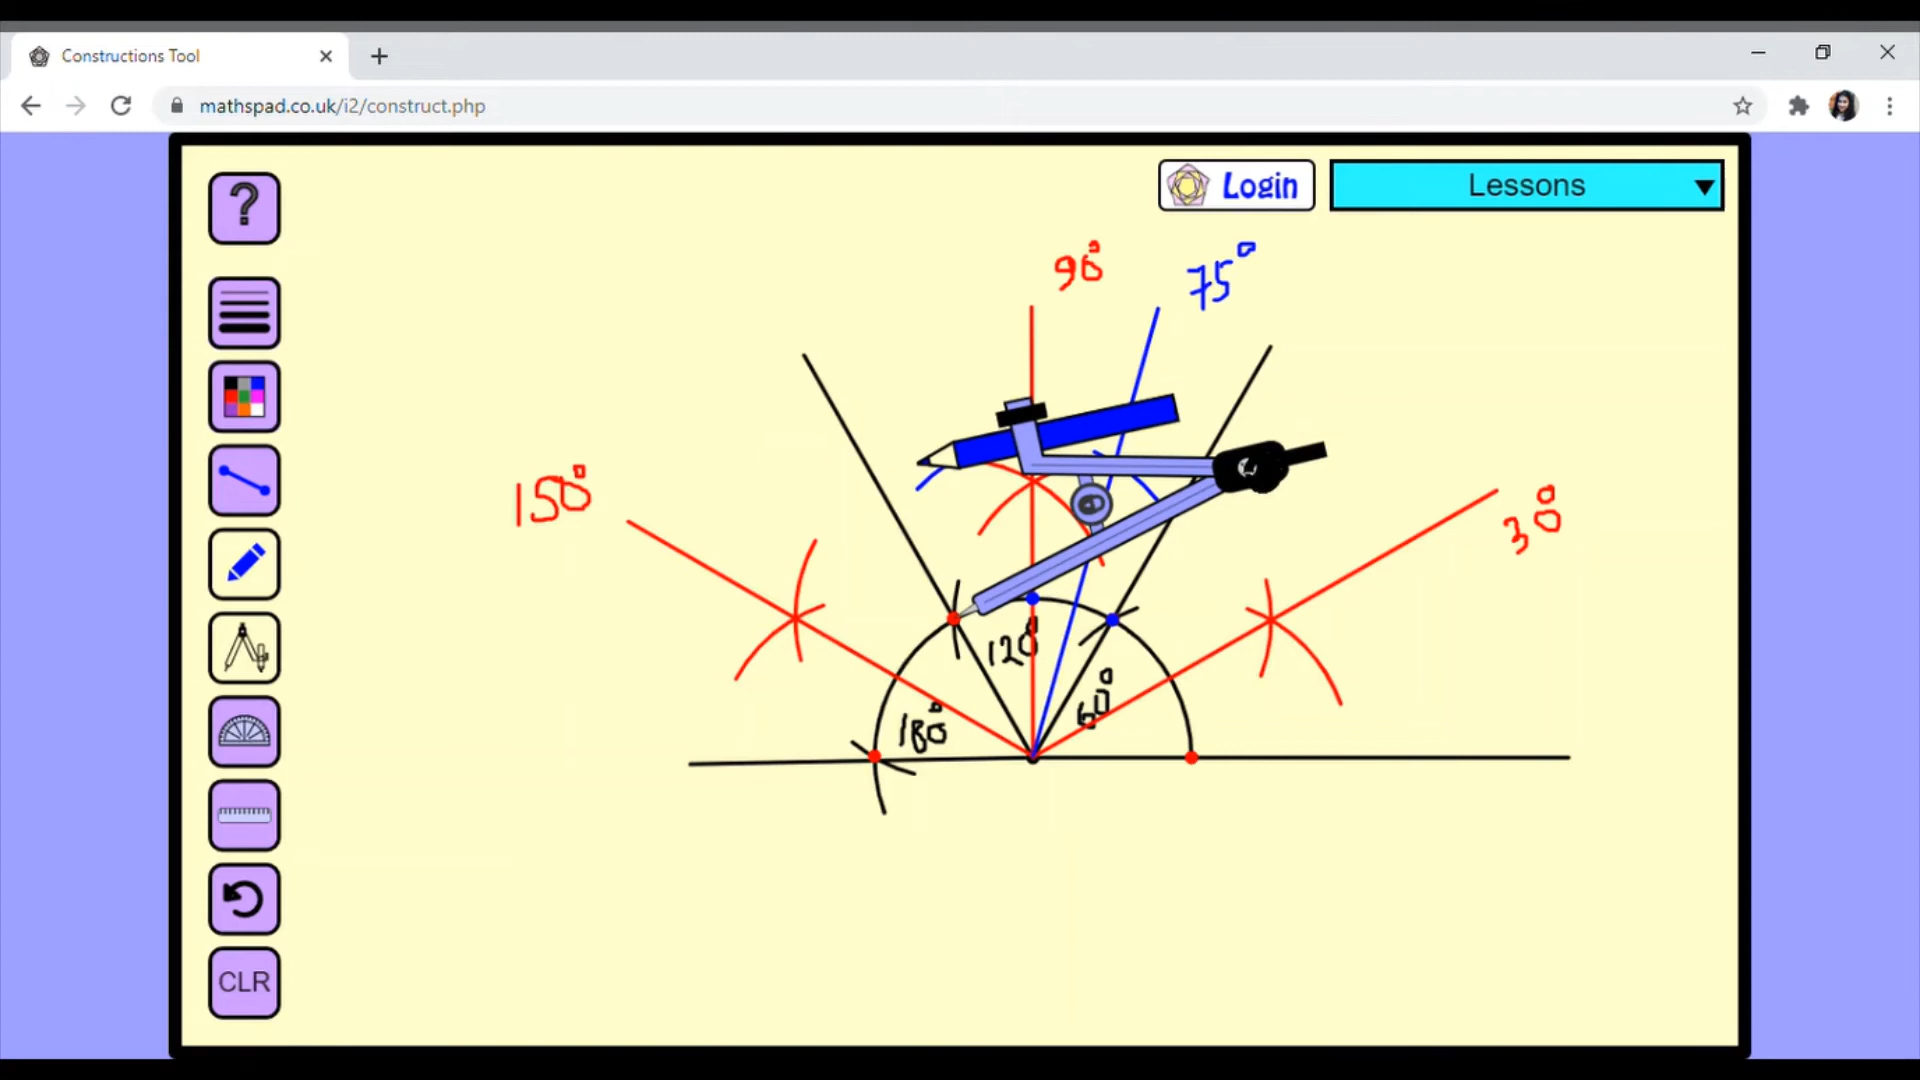 Constructions Tool
mathspad.co.uk/i2/construct.php
?
Login
Lessons
90°
75°
150°
30°
120°
60°
180°
CLR